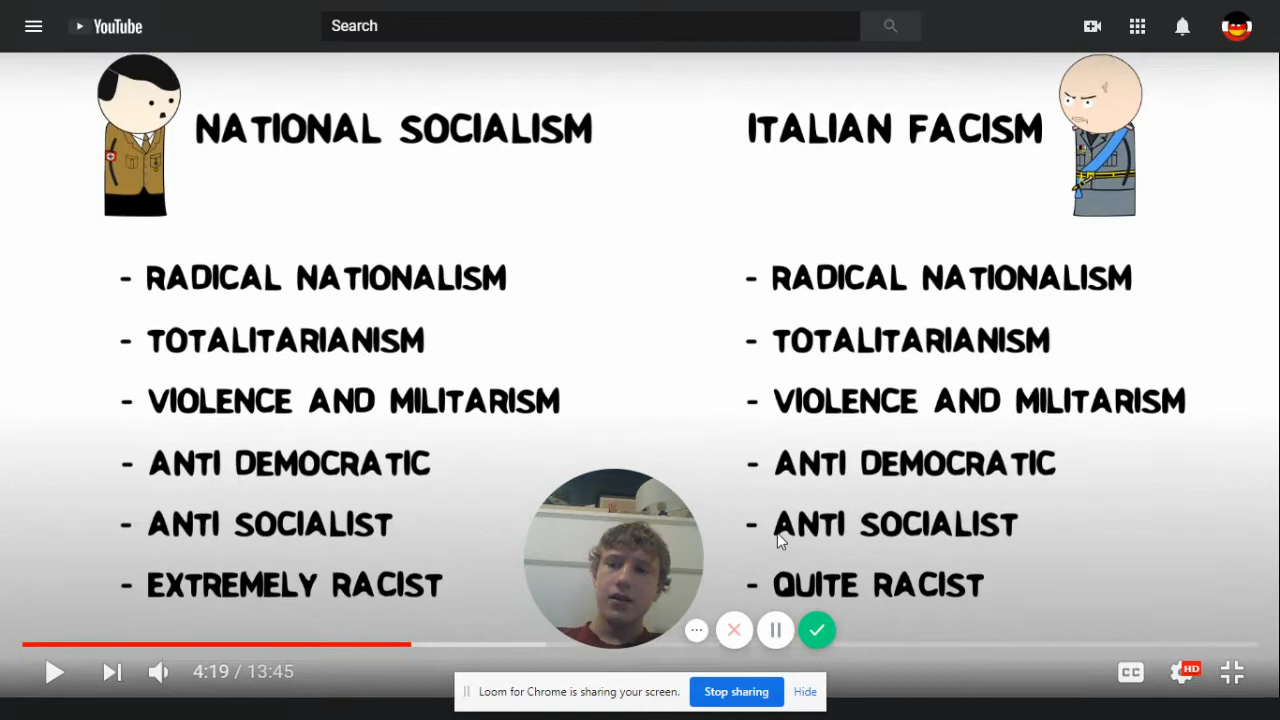 YouTube
Search
NATIONAL SOCIALISM
ITALIAN FACISM
- RADICAL NATIONALISM
- TOTALITARIANISM
- VIOLENCE AND MILITARISM
- ANTI DEMOCRATIC
- ANTI SOCIALIST
- EXTREMELY RACIST
- RADICAL NATIONALISM
- TOTALITARIANISM
- VIOLENCE AND MILITARISM
- ANTI DEMOCRATIC
- ANTI SOCIALIST
- QUITE RACIST
4:19 / 13:45
CC
HD
Loom for Chrome is sharing your screen.
Stop sharing
Hide